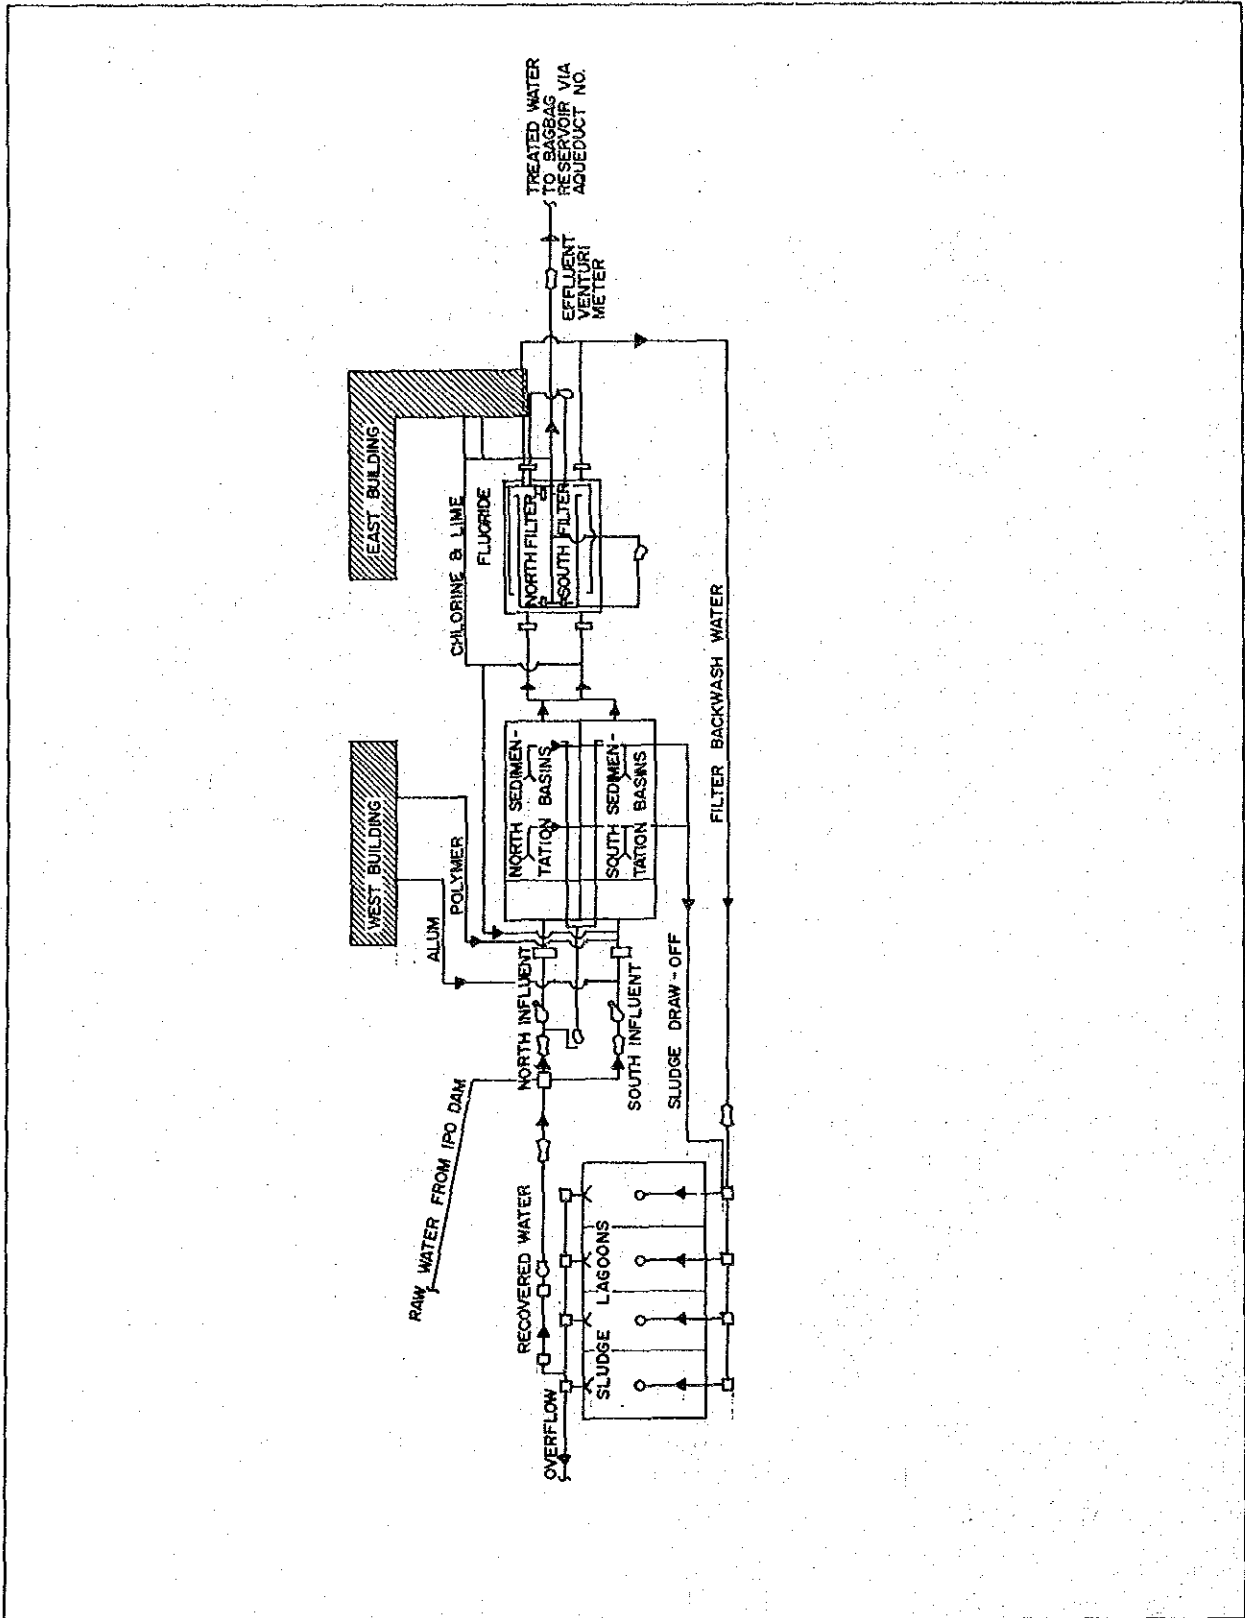 TREATED WATER
TO BAGBAG
RESERVOIR VIA
AQUEDUCT NO.
EFFLUENT
VENTURI
METER
EAST BUILDING
CHLORINE & LIME
FLUORIDE
NORTH FILTER
SOUTH FILTER
FILTER BACKWASH WATER
WEST BUILDING
POLYMER
ALUM
NORTH SEDIMEN-
TATION BASINS
SOUTH SEDIMEN-
TATION BASINS
NORTH INFLUENT
SOUTH INFLUENT
SLUDGE DRAW-OFF
RAW WATER FROM IPO DAM
RECOVERED WATER
SLUDGE LAGOONS
OVERFLOW